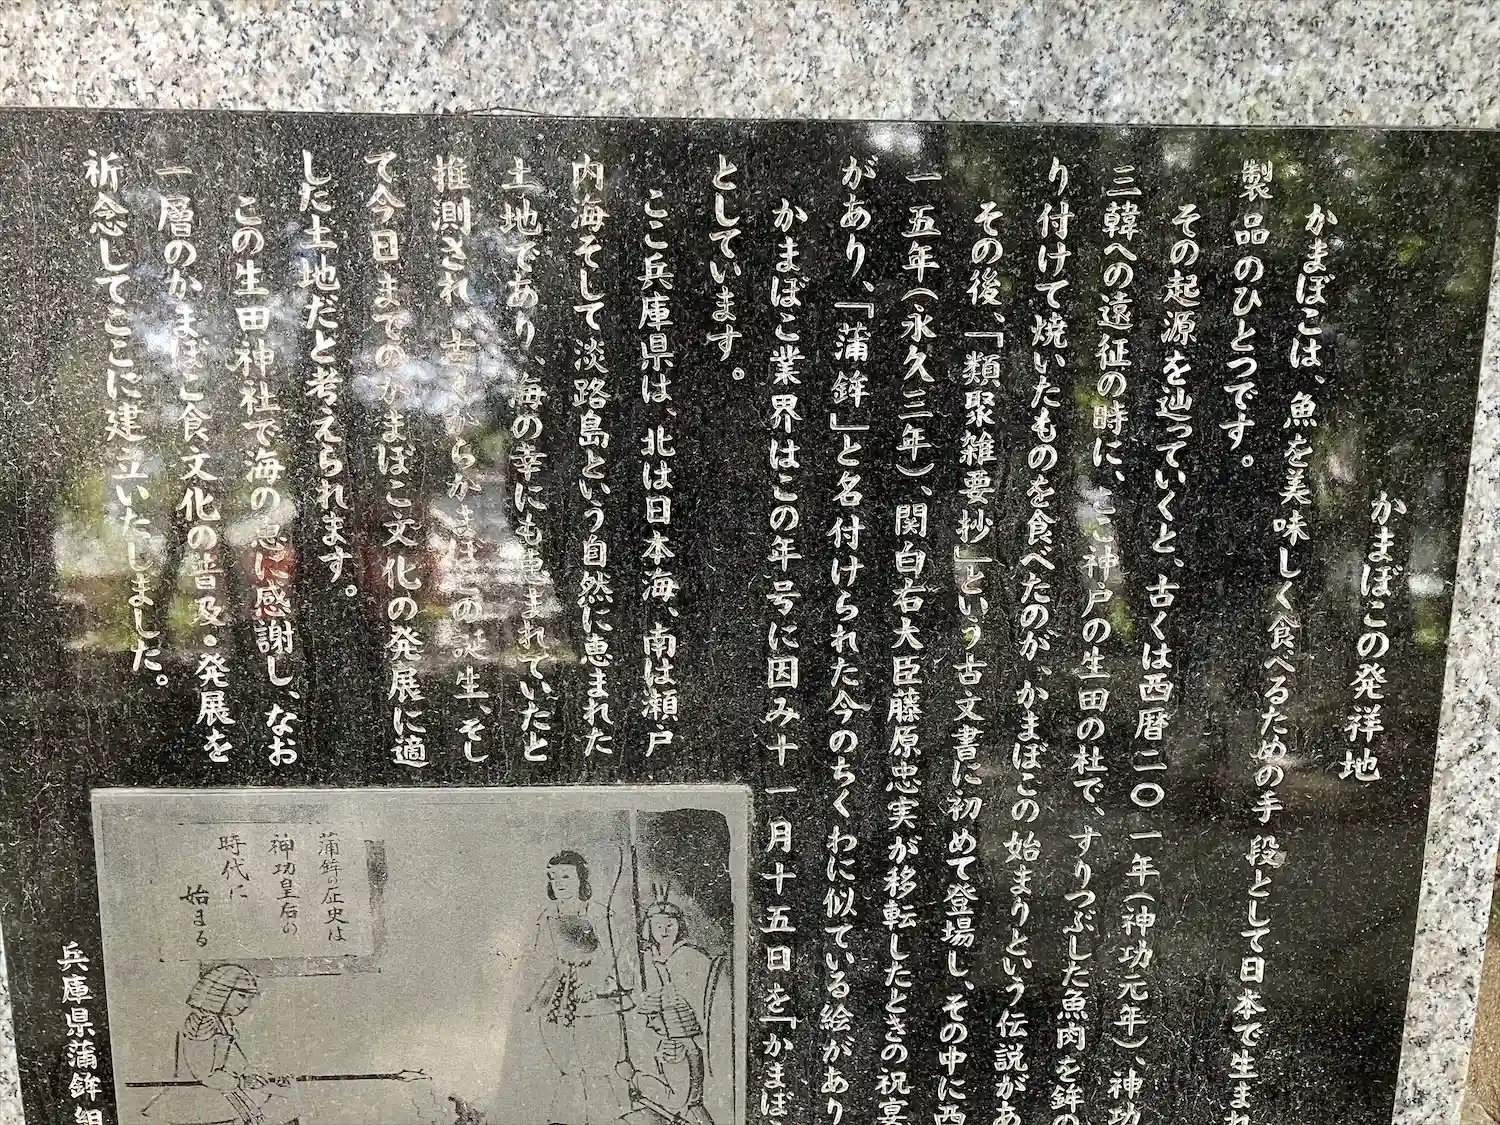 かまぼこの発祥地
かまぼこは、魚を美味しく食べるための手段として日本で生まれ
製品のひとつです。
その起源を辿っていくと、古くは西暦二〇一年(神功元年)、神功
三韓への遠征の時に、ここ神戸の生田の杜で、すりつぶした魚肉を鉾の
り付けて焼いたものを食べたのが、かまぼこの始まりという伝説があ
その後、「類聚雑要抄」という古文書に初めて登場し、その中に西
一五年(永久三年)、関白右大臣藤原忠実が移転したときの祝宴
があり、「蒲鉾」と名付けられた今のちくわに似ている絵があり
かまぼこ業界はこの年号に因み十一月十五日を「かまぼこ
としています。
ここ兵庫県は、北は日本海、南は瀬戸
内海そして淡路島という自然に恵まれた
土地であり、海の幸にも恵まれていたと
推測され、古くからかまぼこの誕生、そし
て今日までのかまぼこ文化の発展に適
した土地だと考えられます。
この生田神社で海の恵に感謝し、なお
一層のかまぼこ食文化の普及・発展を
祈念してここに建立いたしました。
蒲鉾の歴史は
神功皇后の
時代に
始まる
兵庫県蒲鉾組